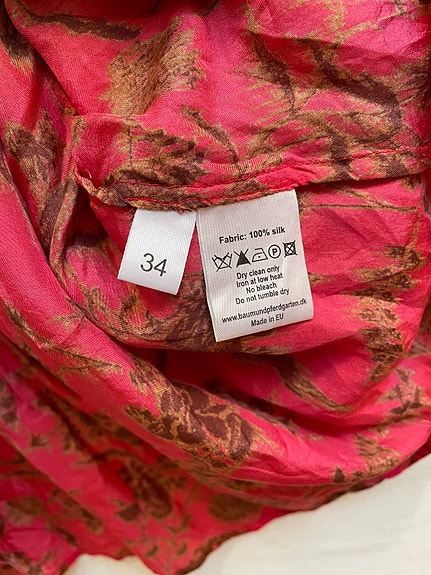 34
Fabric: 100% silk
P
Dry clean only
Iron at low heat
No bleach
Do not tumble dry
www.baumundpferdgarten.dk
Made in EU